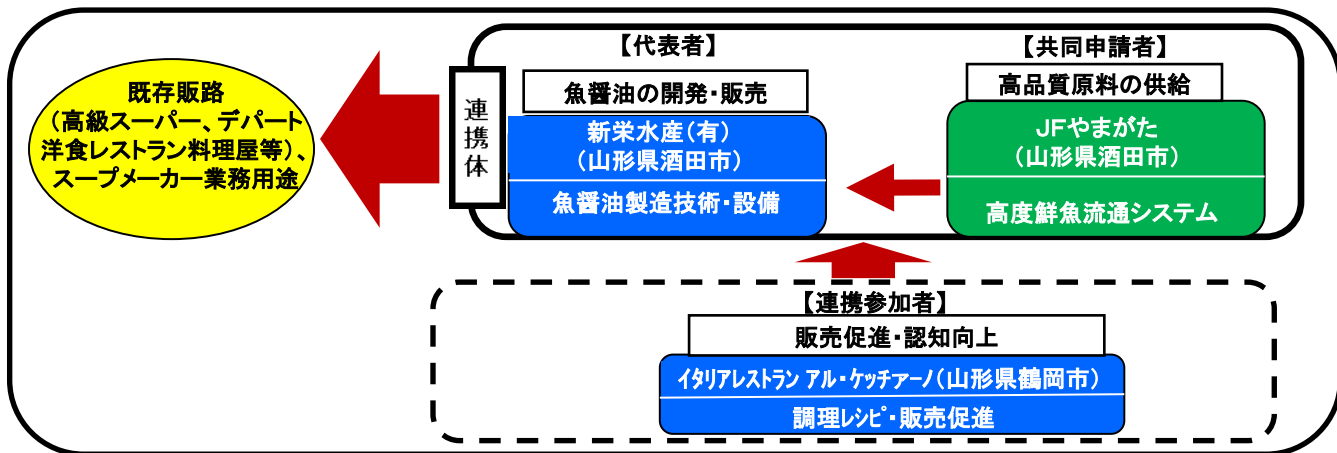 既存販路
（高級スーパー、デパート
洋食レストラン料理屋等）、
スープメーカー業務用途
連携体
【代表者】
魚醤油の開発・販売
新栄水産(有)
（山形県酒田市）
魚醤油製造技術・設備
【共同申請者】
高品質原料の供給
JFやまがた
（山形県酒田市）
高度鮮魚流通システム
【連携参加者】
販売促進・認知向上
ｲﾀﾘｱﾚｽﾄﾗﾝ ｱﾙ・ｹｯﾁｧｰﾉ（山形県鶴岡市）
調理ﾚｼﾋﾟ・販売促進